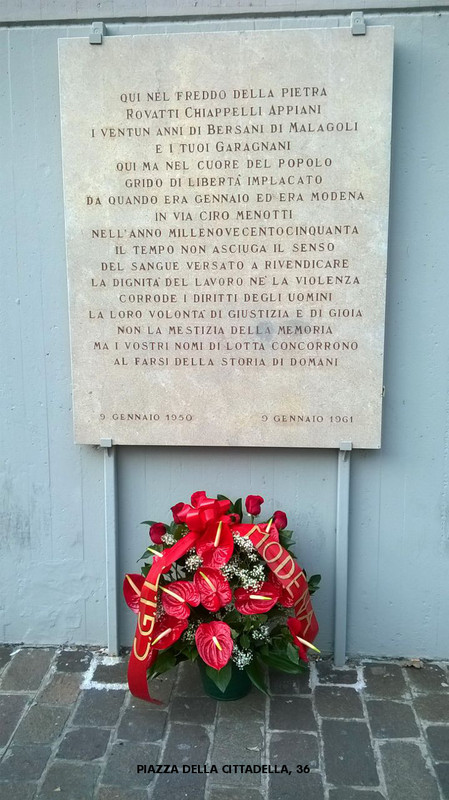 QUI NEL FREDDO DELLA PIETRA
ROVATTI CHIAPPELLI APPIANI
I VENTUN ANNI DI BERSANI DI MALAGOLI
E I TUOI GARAGNANI
QUI MA NEL CUORE DEL POPOLO
GRIDO DI LIBERTA' IMPLACATO
DA QUANDO ERA GENNAIO ED ERA MODENA
IN VIA CIRO MENOTTI
NELL'ANNO MILLENOVECENTOCINQUANTA
IL TEMPO NON ASCIUGA IL SENSO
DEL SANGUE VERSATO A RIVENDICARE
LA DIGNITA' DEL LAVORO NE' LA VIOLENZA
CORRODE I DIRITTI DEGLI UOMINI
LA LORO VOLONTA' DI GIUSTIZIA E DI GIOIA
NON LA MESTIZIA DELLA MEMORIA
MA I VOSTRI NOMI DI LOTTA CONCORRONO
AL FARSI DELLA STORIA DI DOMANI
9 GENNAIO 1950 9 GENNAIO 1961
CGIL MODENA
PIAZZA DELLA CITTADELLA, 36